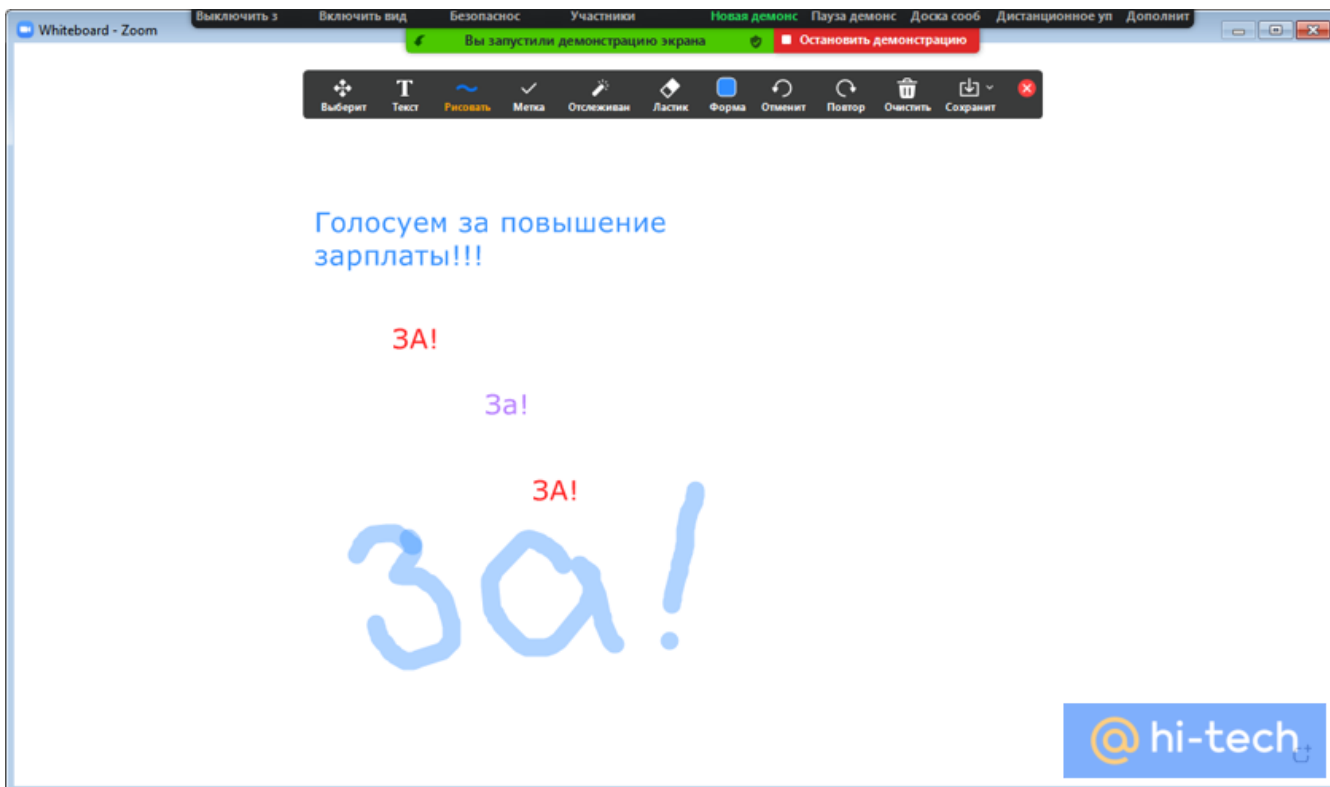 Whiteboard - Zoom
Выключить з Включить вид Безопаснос Участники Новая демонс Пауза демонс Доска сооб Дистанционное уп Дополнит
Вы запустили демонстрацию экрана Остановить демонстрацию
Выберит Текст Рисовать Метка Отслеживан Ластик Форма Отменит Повтор Очистить Сохранит
Голосуем за повышение
зарплаты!!!
ЗА!
За!
ЗА!
За!
@hi-tech